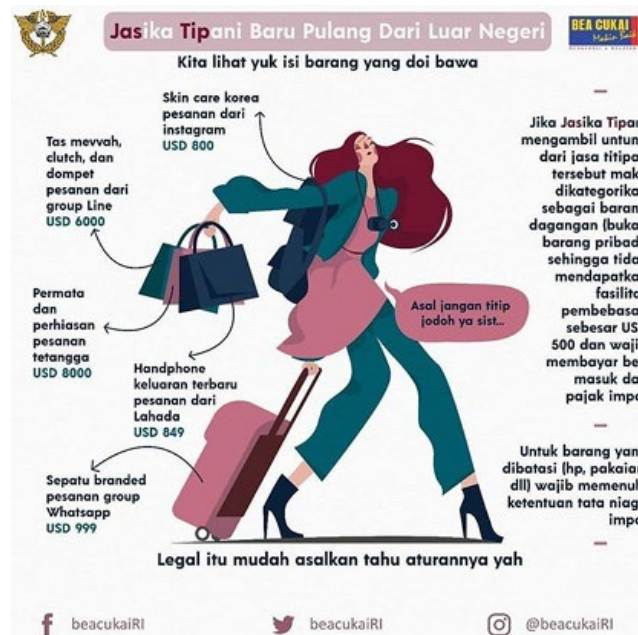 Jasika Tipani Baru Pulang Dari Luar Negeri
BEA CUKAI
Makin Baik
Kita lihat yuk isi barang yang doi bawa
Skin care korea
pesanan dari
instagram
USD 800
Tas mevvah,
clutch, dan
dompet
pesanan dari
group Line
USD 6000
Permata
dan
perhiasan
pesanan
tetangga
USD 8000
Handphone
keluaran terbaru
pesanan dari
Lahada
USD 849
Sepatu branded
pesanan group
Whatsapp
USD 999
Asal jangan titip
jodoh ya sist...
Jika Jasika Tipan
mengambil untun
dari jasa titipa
tersebut mak
dikategorika
sebagai baran
dagangan (buka
barang pribad
sehingga tida
mendapatka
fasilita
pembebasa
sebesar US
500 dan waji
membayar be
masuk da
pajak impo
Untuk barang yan
dibatasi (hp, pakaian
dll) wajib memenuh
ketentuan tata niag
impo
Legal itu mudah asalkan tahu aturannya yah
beacukaiRI
beacukaiRI
@beacukaiRI